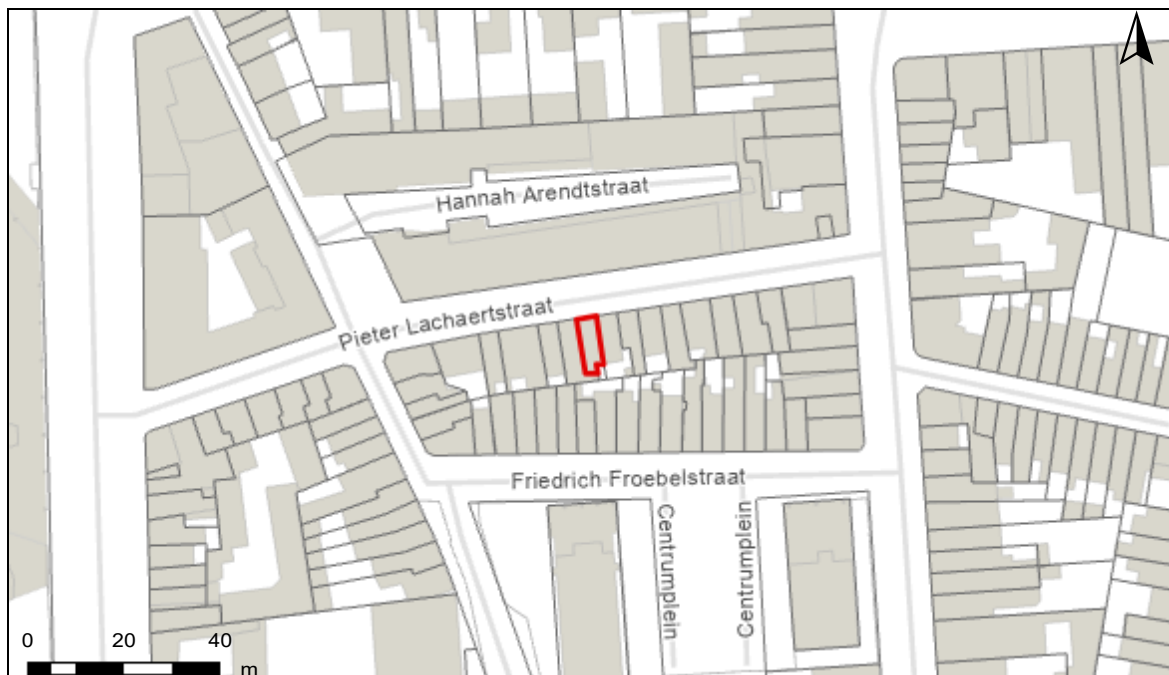 Hannah Arendtstraat
Pieter Lachaertstraat
Friedrich Froebelstraat
Centrumplein
Centrumplein
0 20 40
m